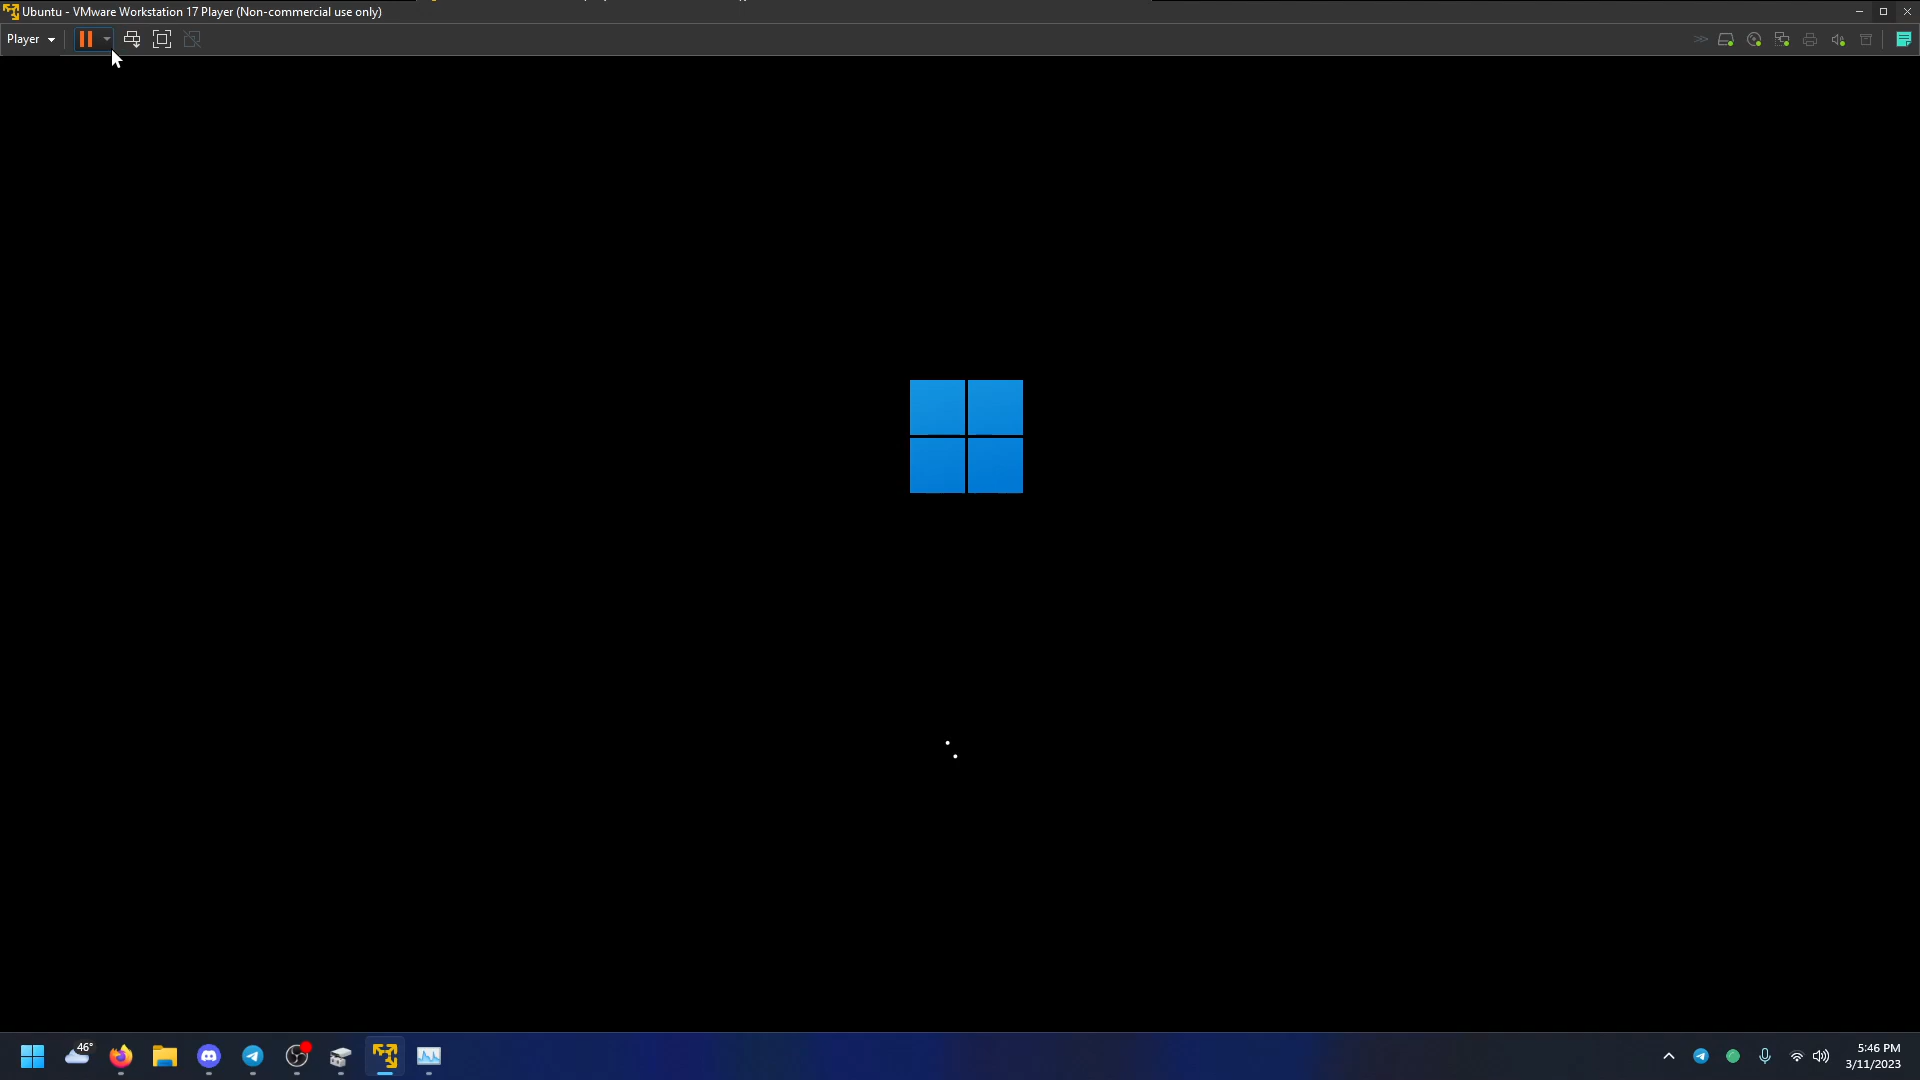 Ubuntu - VMware Workstation 17 Player (Non-commercial use only)
Player
46°
5:46 PM
3/11/2023